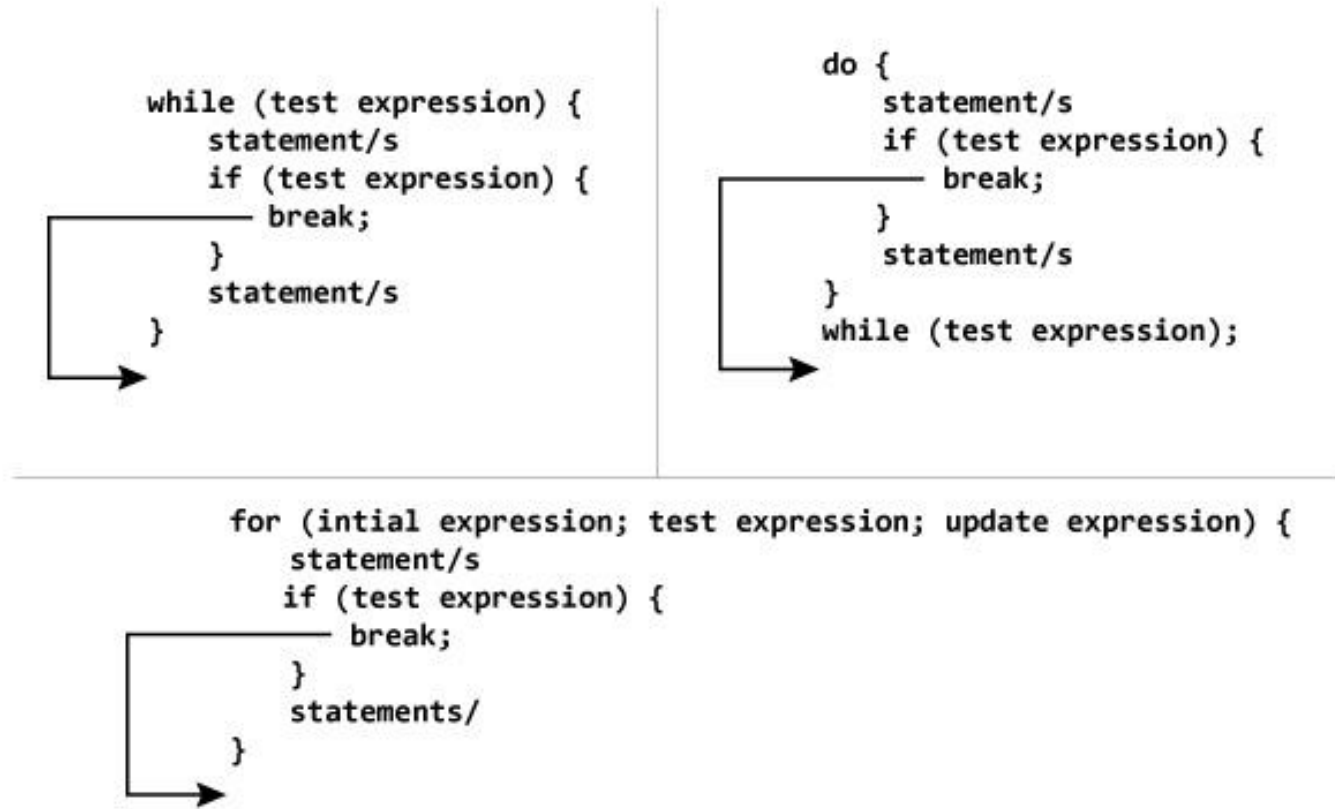 while (test expression) {
statement/s
if (test expression) {
break;
}
statement/s
}
do {
statement/s
if (test expression) {
break;
}
statement/s
}
while (test expression);
for (intial expression; test expression; update expression) {
statement/s
if (test expression) {
break;
}
statements/
}